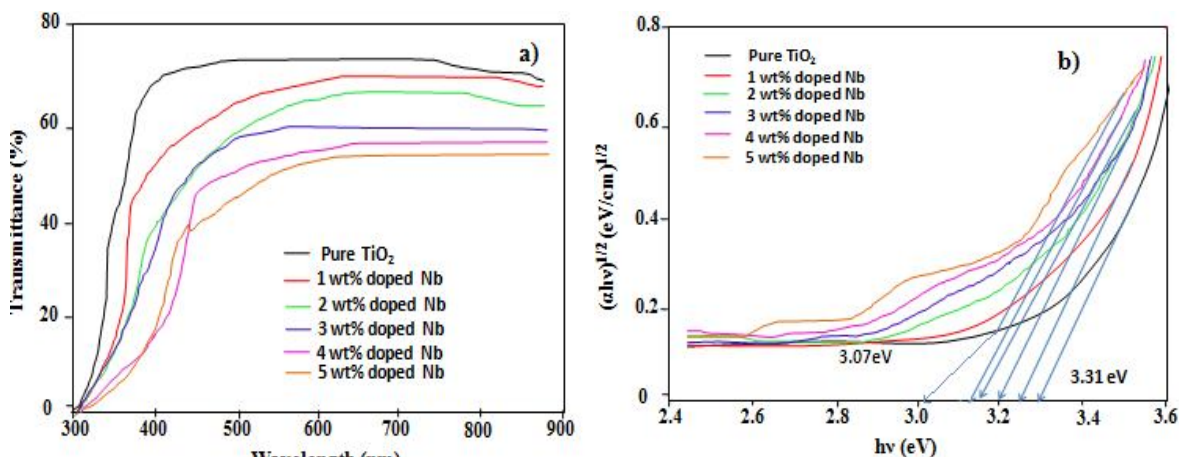 80
60
40
20
0
Transmittance (%)
a)
Pure TiO2
1 wt% doped Nb
2 wt% doped Nb
3 wt% doped Nb
4 wt% doped Nb
5 wt% doped Nb
300 400 500 600 700 800 900
Wavelength (nm)
0.8
0.6
0.4
0.2
0
(αhν)1/2 (eV/cm)1/2
Pure TiO2
1 wt% doped Nb
2 wt% doped Nb
3 wt% doped Nb
4 wt% doped Nb
5 wt% doped Nb
b)
3.07eV
3.31 eV
2.4 2.6 2.8 3.0 3.2 3.4 3.6
hν (eV)